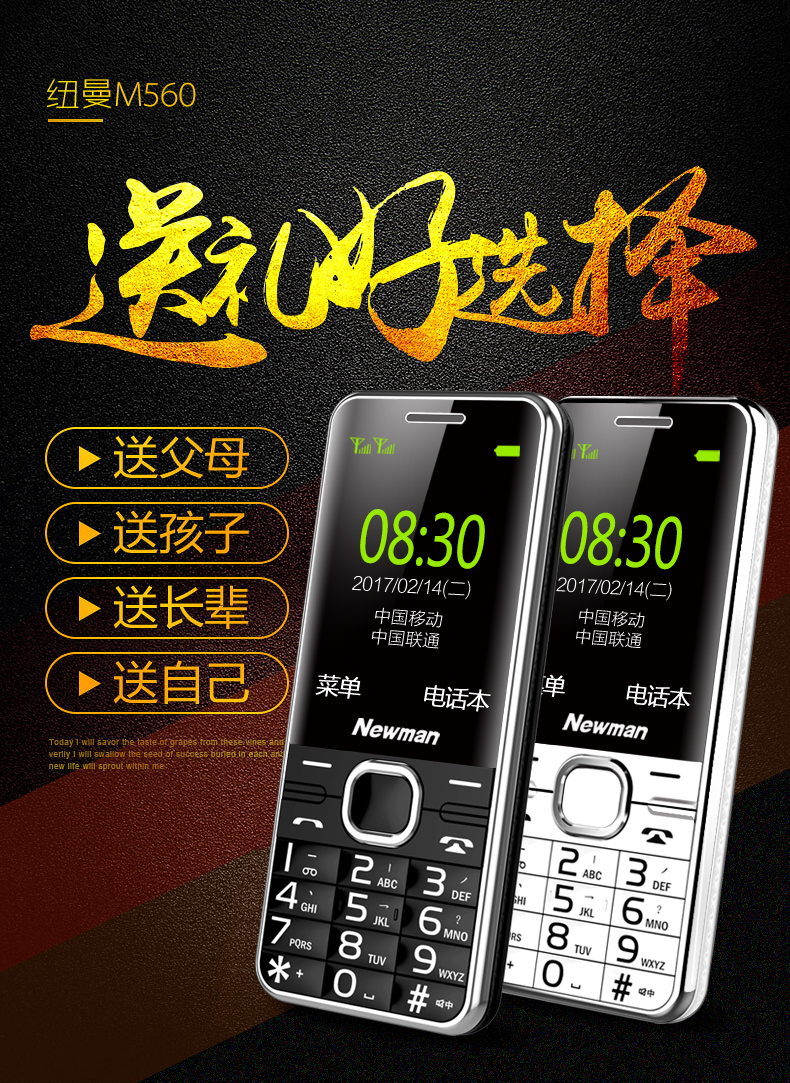 纽曼M560
送礼好选择
送父母
送孩子
送长辈
送自己
Today I will savor the taste of grapes from these vines and
verily I will swallow the seed of success buried in each an
new life will sprout within me
08:30
2017/02/14(二)
中国移动
中国联通
菜单 电话本
Newman
1
2 ABC
3 DEF
4 GHI
5 JKL
6 MNO
7 PQRS
8 TUV
9 WXYZ
* +
0
#
08:30
2017/02/14(二)
中国移动
中国联通
单 电话本
Newman
2 ABC
3 DEF
5 JKL
6 MNO
RS
8 TUV
9 WXYZ
+
0
#